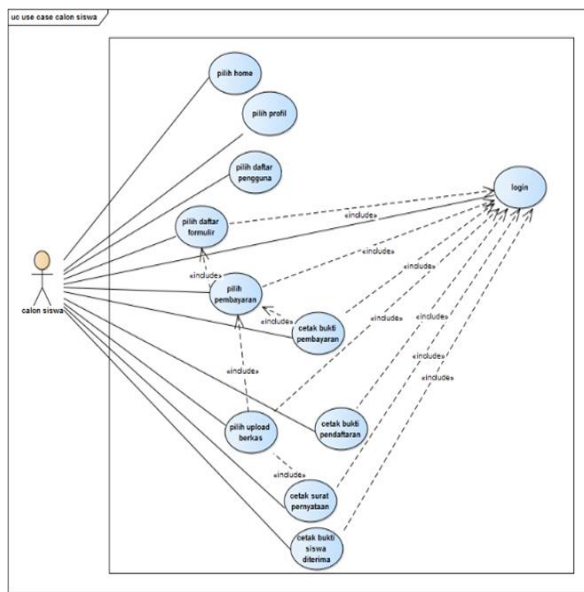 uc use case calon siswa
pilih home
pilih profil
pilih daftar
pengguna
login
pilih daftar
formulir
«include»
calon siswa
«include»
pilih
pembayaran
«include»
«include»
cetak bukti
pembayaran
«include»
«include»
«include»
«include»
«include»
pilih upload
berkas
cetak bukti
pendaftaran
«include»
cetak surat
pernyataan
cetak bukti
siswa
diterima